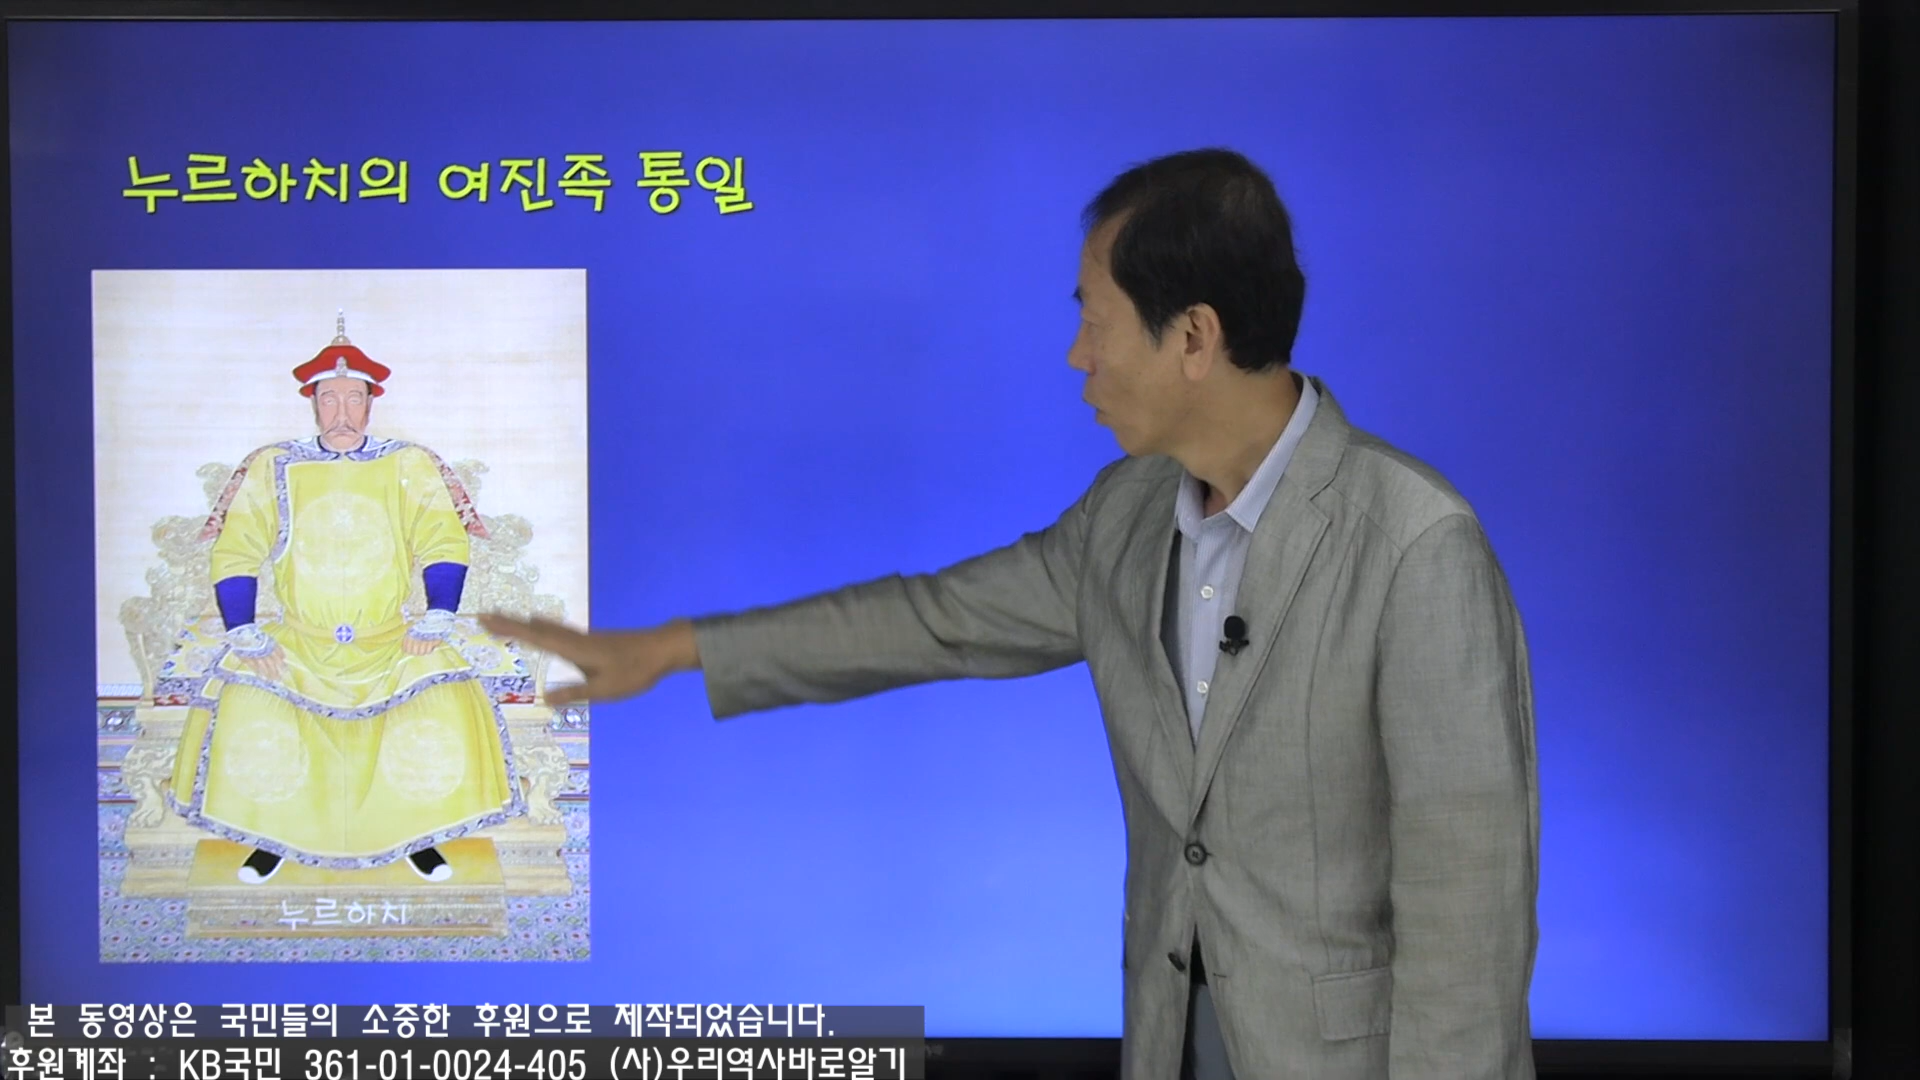 누르하치의 여진족 통일
누르하치
본 동영상은 국민들의 소중한 후원으로 제작되었습니다.
후원계좌 : KB국민 361-01-0024-405 (사)우리역사바로알기